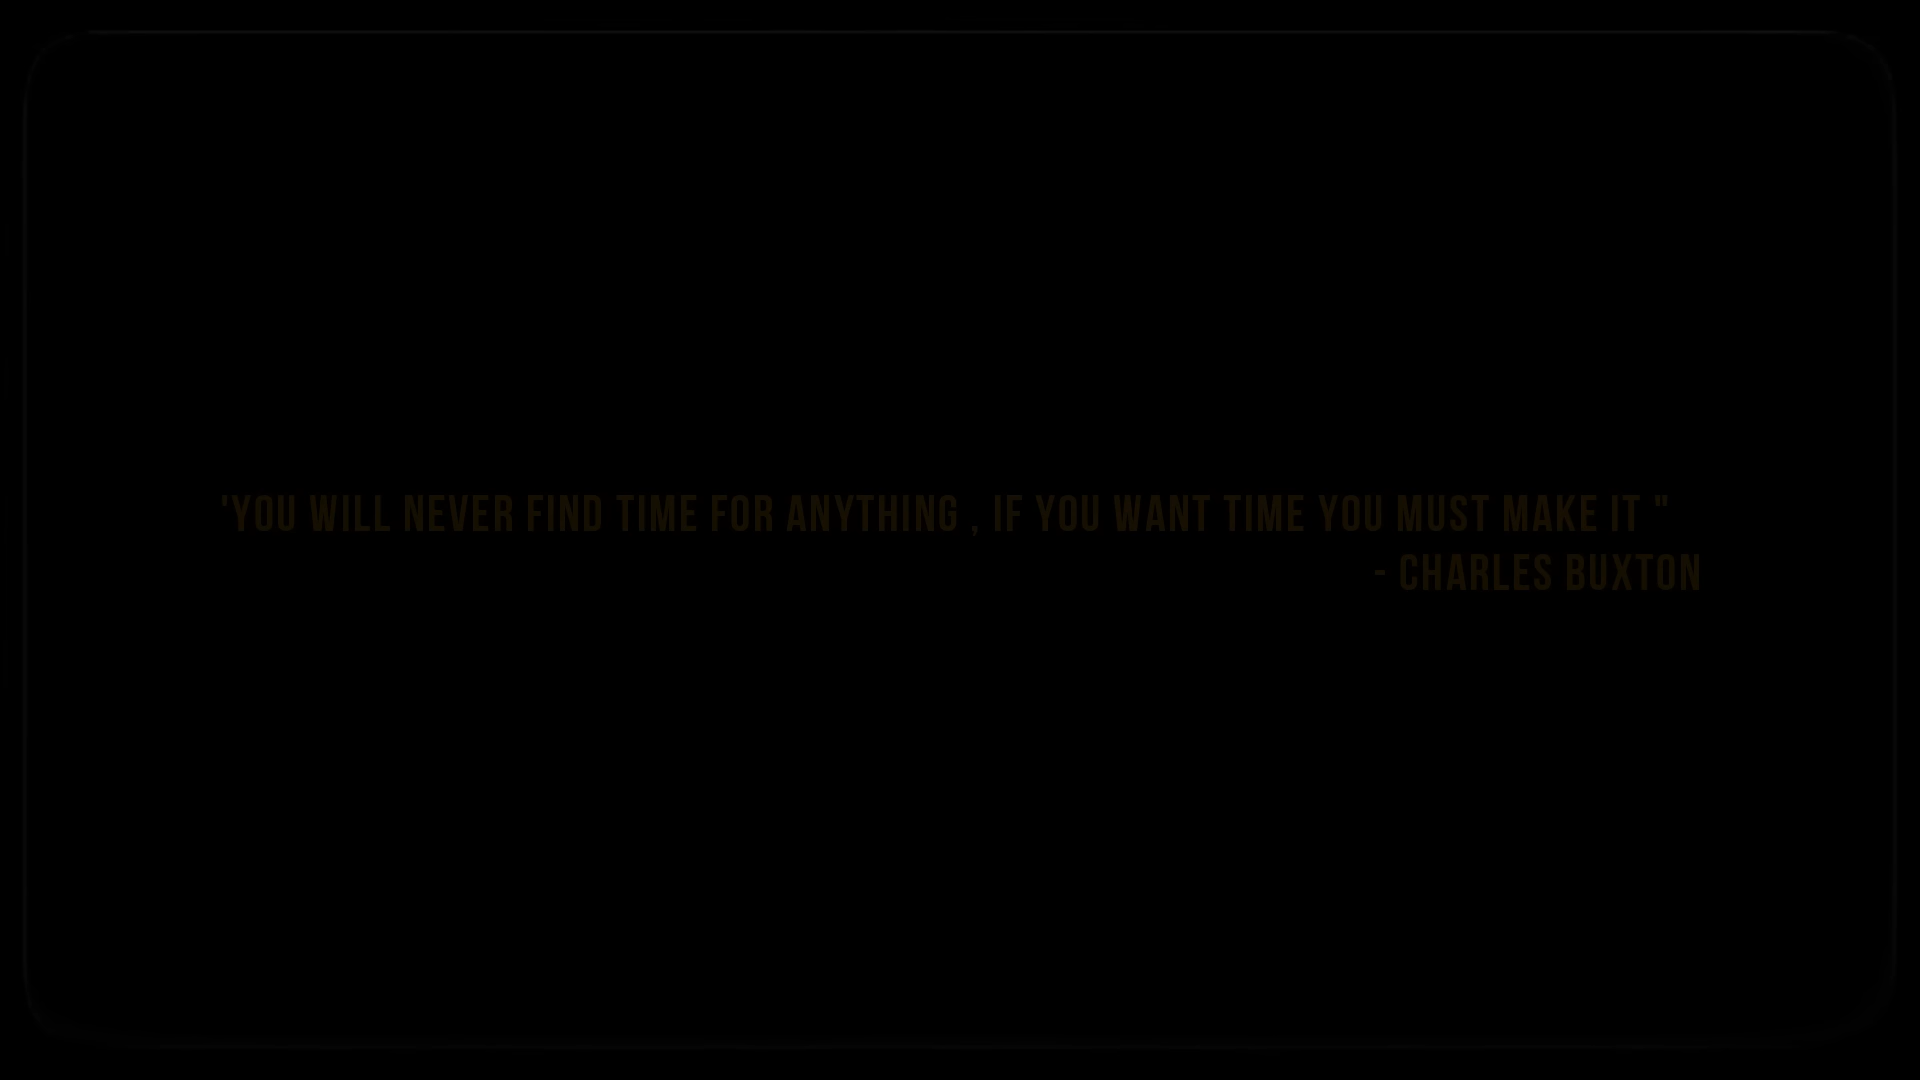 'YOU WILL NEVER FIND TIME FOR ANYTHING , IF YOU WANT TIME YOU MUST MAKE IT "
- CHARLES BUXTON